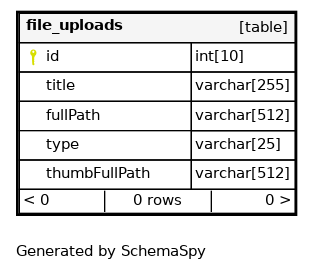 file_uploads [table]
id int[10]
title varchar[255]
fullPath varchar[512]
type varchar[25]
thumbFullPath varchar[512]
< 0 0 rows 0 >
Generated by SchemaSpy